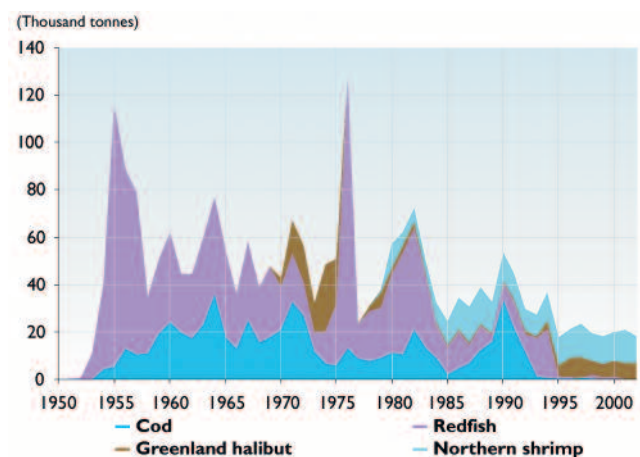 (Thousand tonnes)
140
120
100
80
60
40
20
0
1950 1955 1960 1965 1970 1975 1980 1985 1990 1995 2000
Cod Redfish
Greenland halibut Northern shrimp